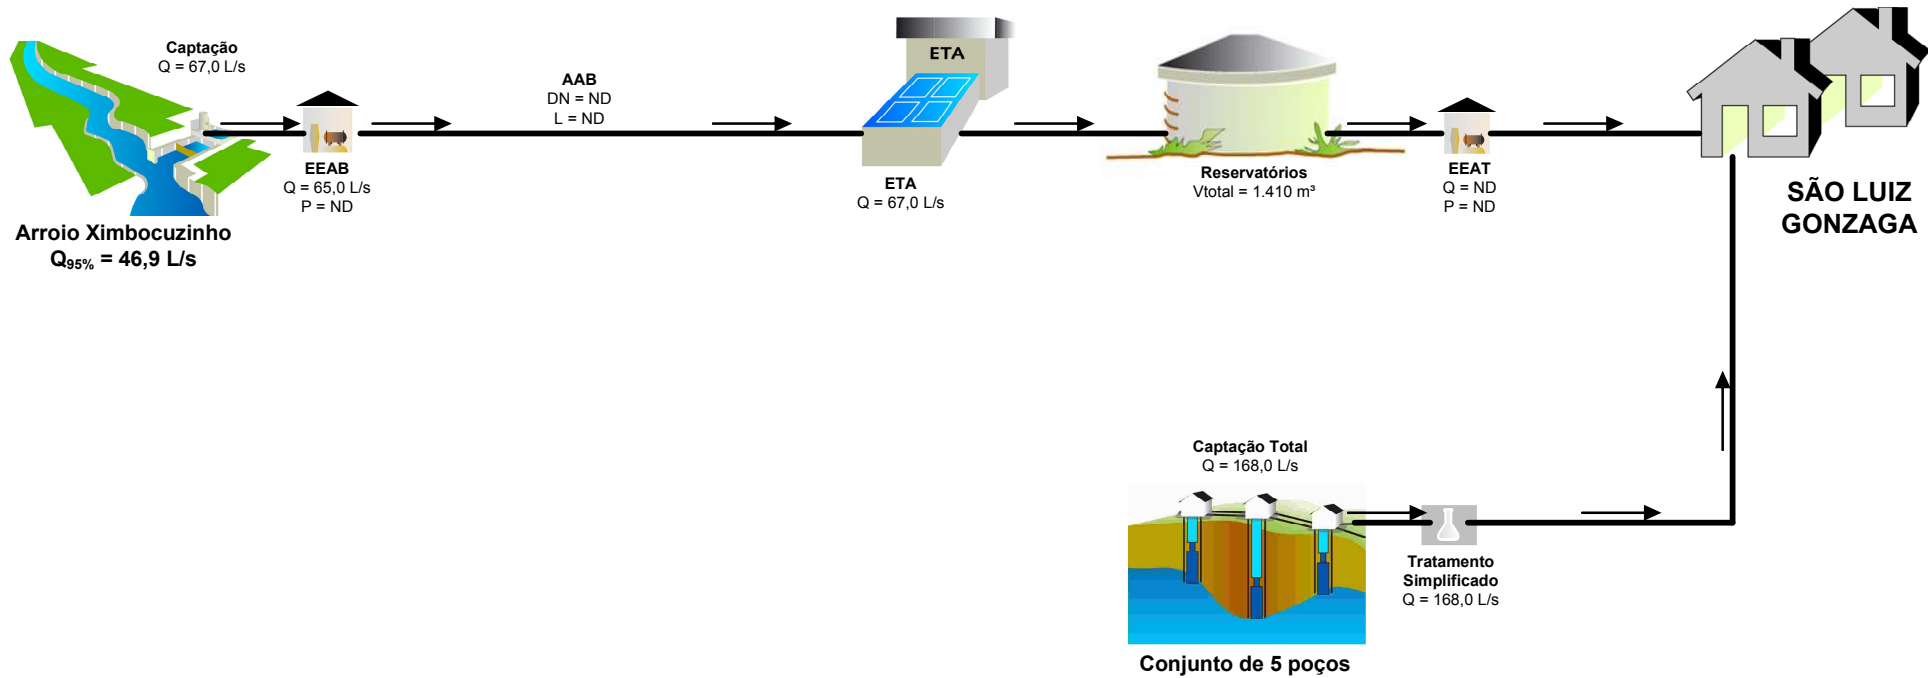 Captação
Q = 67,0 L/s
EEAB
Q = 65,0 L/s
P = ND
Arroio Ximbocuzinho
Q95% = 46,9 L/s
AAB
DN = ND
L = ND
ETA
ETA
Q = 67,0 L/s
Reservatórios
Vtotal = 1.410 m³
EEAT
Q = ND
P = ND
SÃO LUIZ
GONZAGA
Captação Total
Q = 168,0 L/s
Tratamento
Simplificado
Q = 168,0 L/s
Conjunto de 5 poços